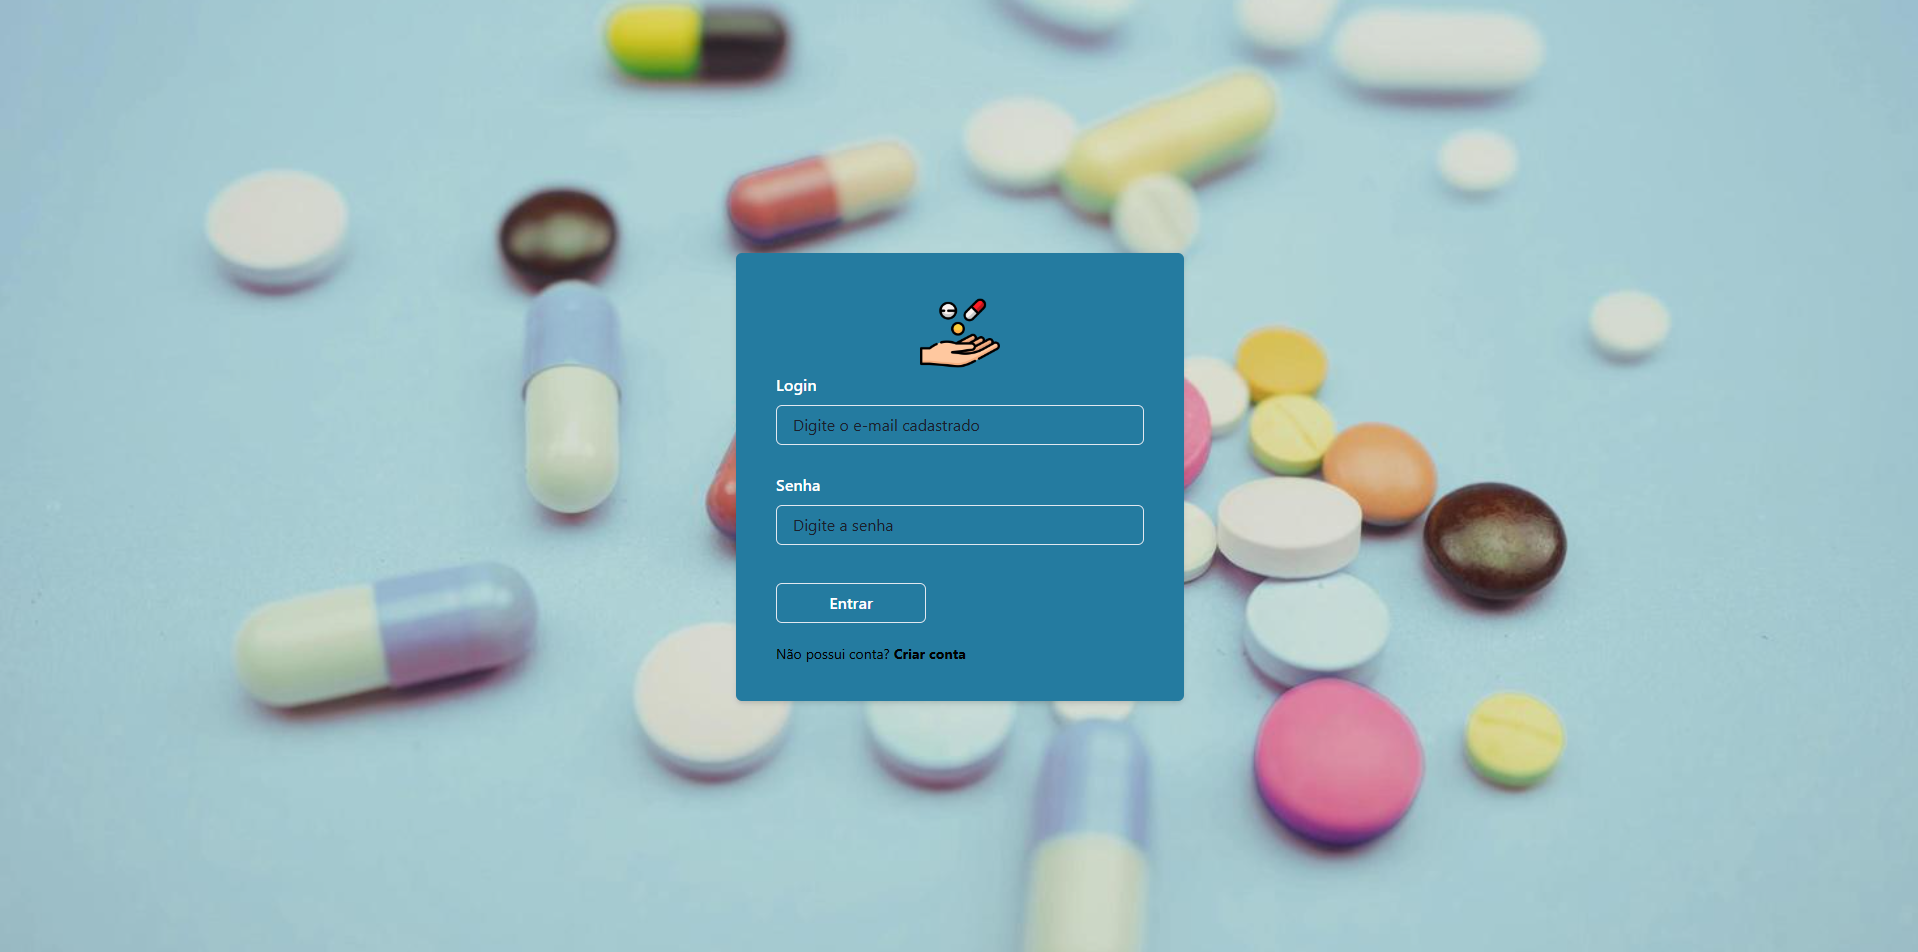 Login
Digite o e-mail cadastrado
Senha
Digite a senha
Entrar
Não possui conta? Criar conta